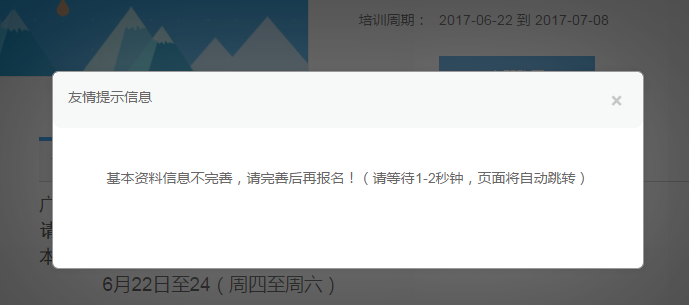 培训周期： 2017-06-22 到 2017-07-08
友情提示信息
×
基本资料信息不完善，请完善后再报名！（请等待1-2秒钟，页面将自动跳转）
广
请
本
6月22日至24（周四至周六）